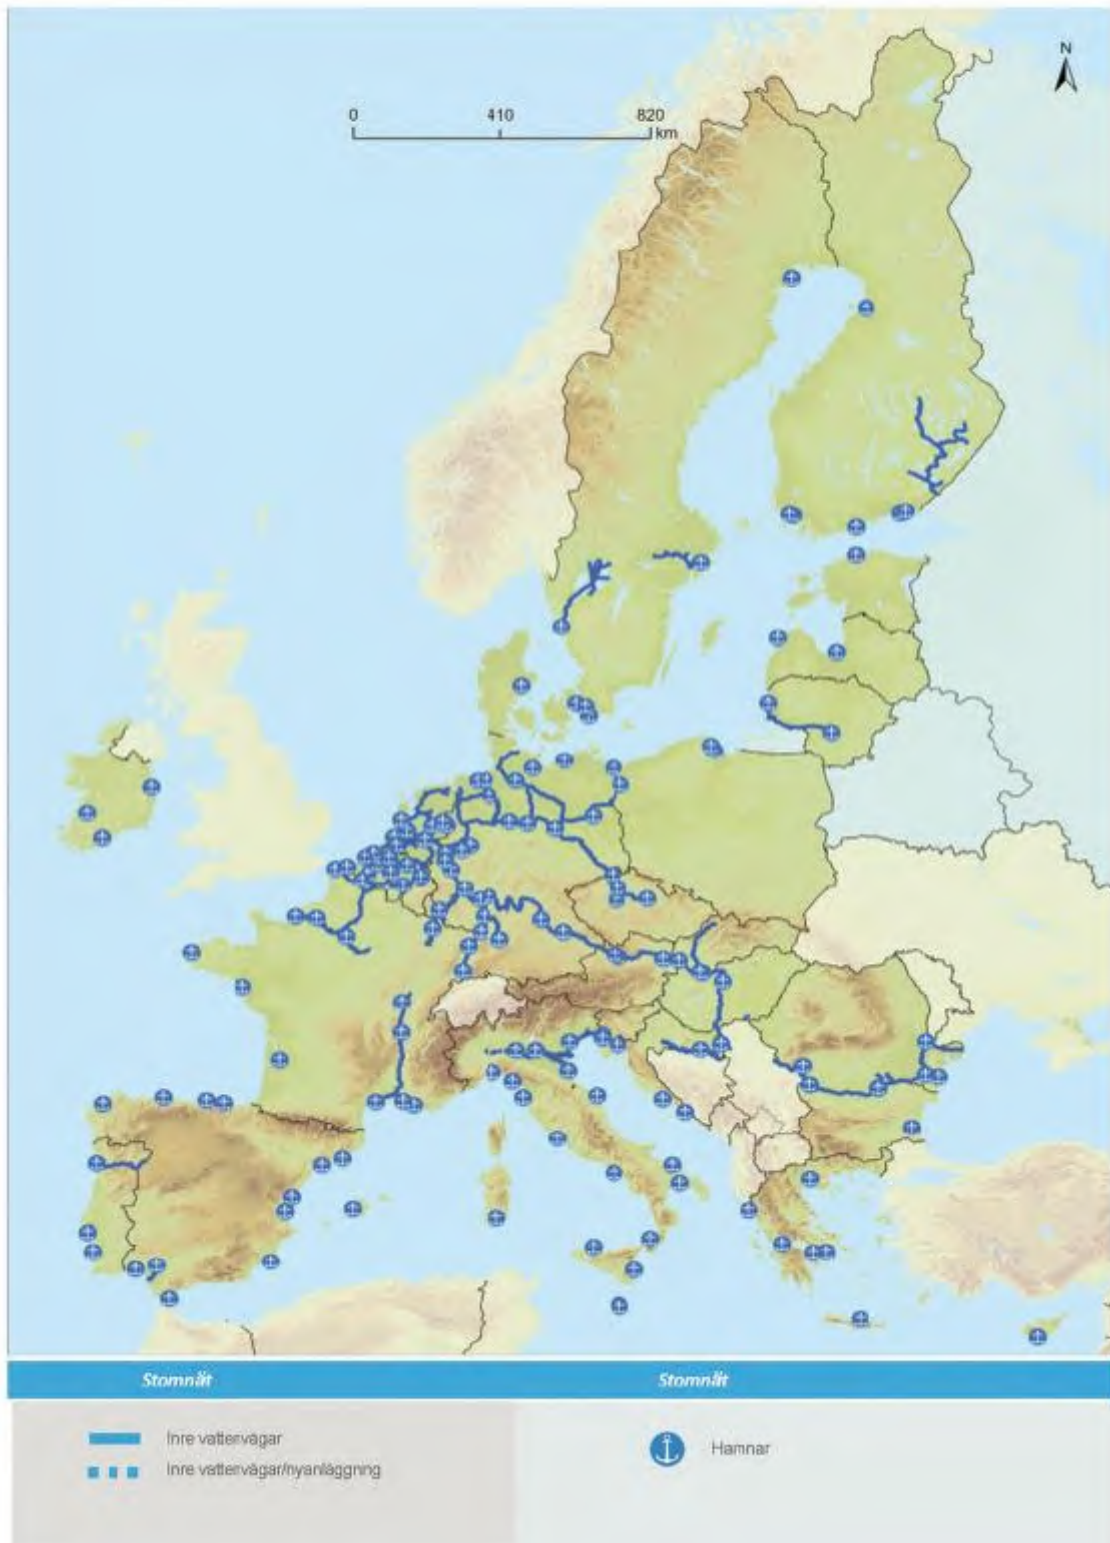 N
0 410 820
km
Stomnät Stomnät
Inre vattenvägar
Inre vattenvägar/nyanläggning
Hamnar